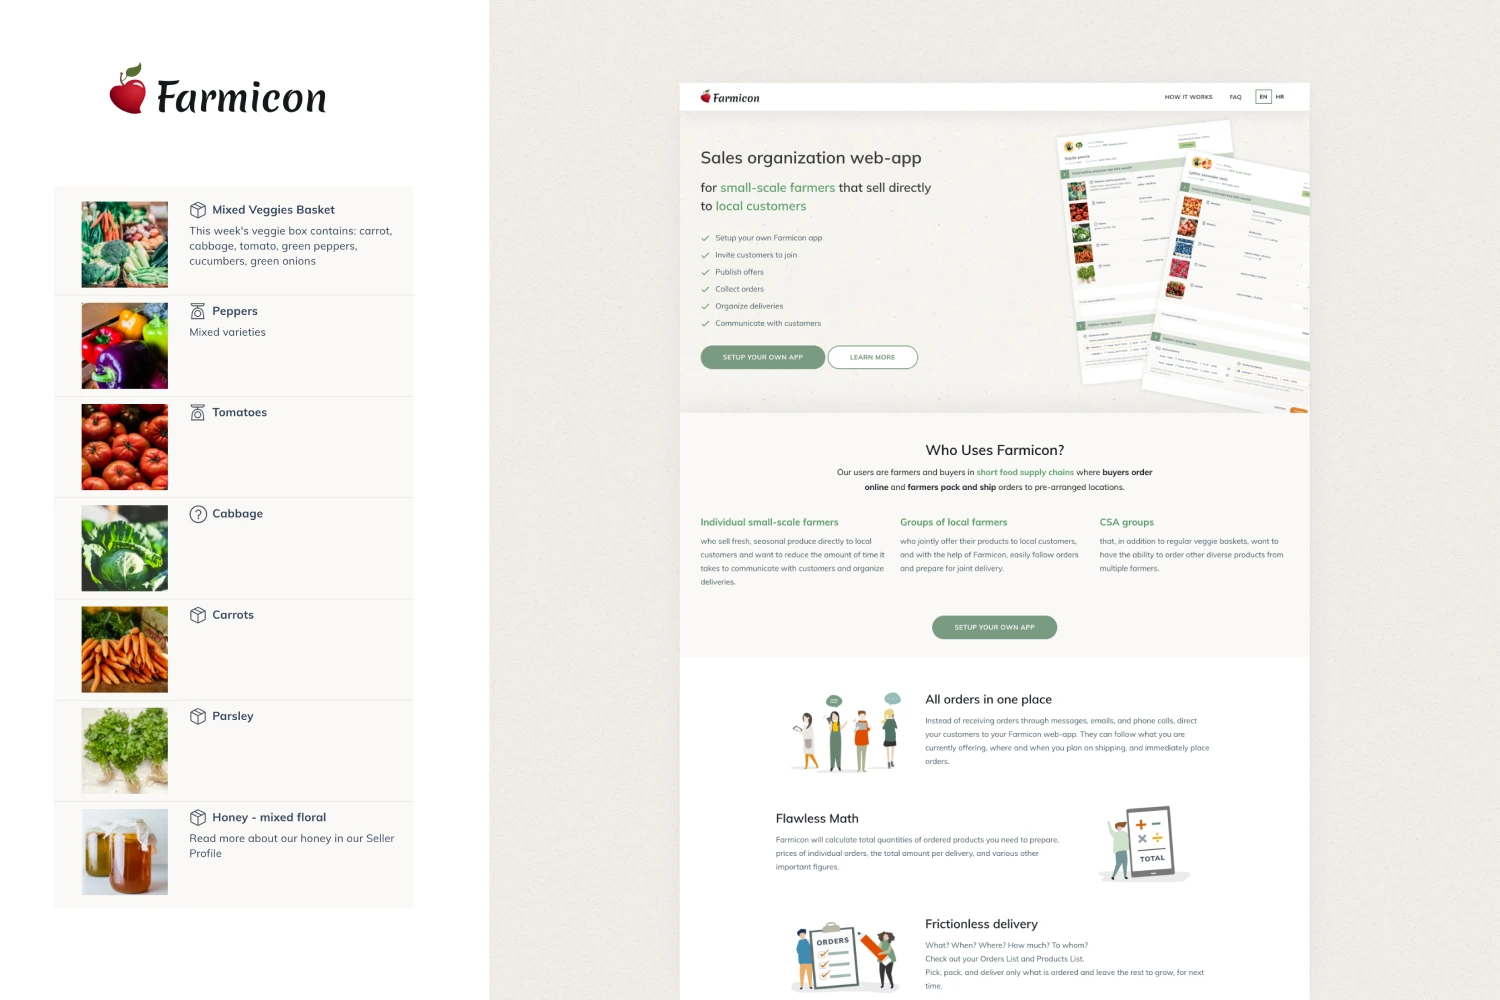 Farmicon
Mixed Veggies Basket
This week's veggie box contains: carrot,
cabbage, tomato, green peppers,
cucumbers, green onions
Peppers
Mixed varieties
Tomatoes
Cabbage
Carrots
Parsley
Honey - mixed floral
Read more about our honey in our Seller
Profile
Farmicon
HOW IT WORKS FAQ EN HR
Sales organization web-app
for small-scale farmers that sell directly
to local customers
Setup your own Farmicon app
Invite customers to join
Publish offers
Collect orders
Organize deliveries
Communicate with customers
SETUP YOUR OWN APP LEARN MORE
Who Uses Farmicon?
Our users are farmers and buyers in short food supply chains where buyers order
online and farmers pack and ship orders to pre-arranged locations.
Individual small-scale farmers
who sell fresh, seasonal produce directly to local
customers and want to reduce the amount of time it
takes to communicate with customers and organize
deliveries.
Groups of local farmers
who jointly offer their products to local customers,
and with the help of Farmicon, easily follow orders
and prepare for joint delivery.
CSA groups
that, in addition to regular veggie baskets, want to
have the ability to order other diverse products from
multiple farmers.
SETUP YOUR OWN APP
All orders in one place
Instead of receiving orders through messages, emails, and phone calls, direct
your customers to your Farmicon web-app. They can follow what you are
currently offering, where and when you plan on shipping, and immediately place
orders.
Flawless Math
Farmicon will calculate total quantities of ordered products you need to prepare,
prices of individual orders, the total amount per delivery, and various other
important figures.
TOTAL
ORDERS
Frictionless delivery
What? When? Where? How much? To whom?
Check out your Orders List and Products List.
Pick, pack, and deliver only what is ordered and leave the rest to grow, for next
time.